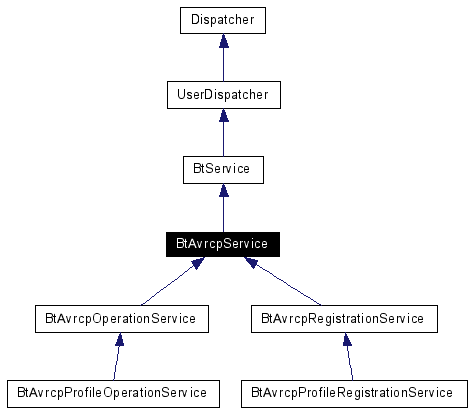 Dispatcher
UserDispatcher
BtService
BtAvrcpService
BtAvrcpOperationService
BtAvrcpRegistrationService
BtAvrcpProfileOperationService
BtAvrcpProfileRegistrationService